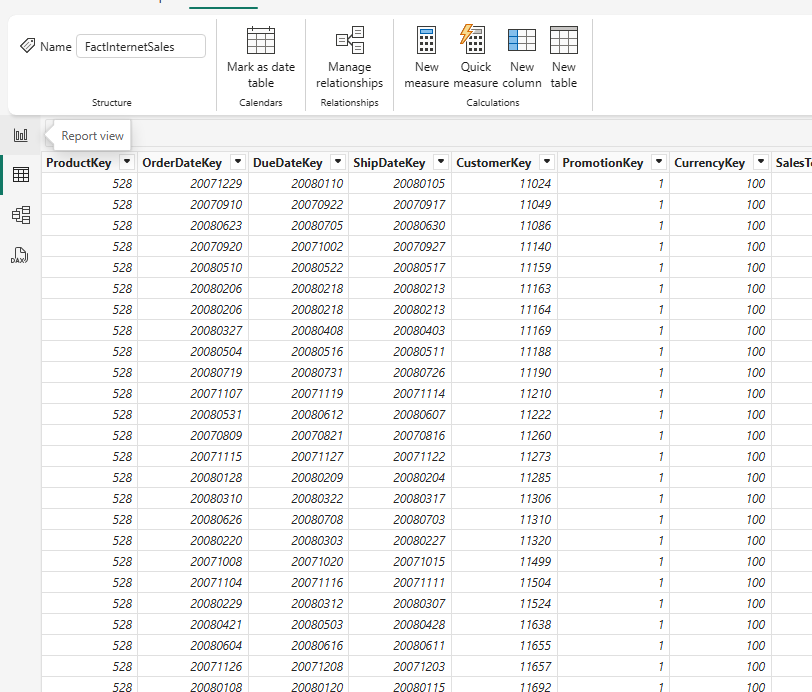 Name FactInternetSales
Mark as date table
Manage relationships
New measure
Quick measure
New column
New table
Structure Calendars Relationships Calculations
Report view
ProductKey OrderDateKey DueDateKey ShipDateKey CustomerKey PromotionKey CurrencyKey
528 20071229 20080110 20080105 11024 1 100
528 20070910 20070922 20070917 11049 1 100
528 20080623 20080705 20080630 11086 1 100
528 20070920 20071002 20070927 11140 1 100
528 20080510 20080522 20080517 11159 1 100
528 20080206 20080218 20080213 11163 1 100
528 20080206 20080218 20080213 11164 1 100
528 20080327 20080408 20080403 11169 1 100
528 20080504 20080516 20080511 11188 1 100
528 20080719 20080731 20080726 11190 1 100
528 20071107 20071119 20071114 11210 1 100
528 20080531 20080612 20080607 11222 1 100
528 20070809 20070821 20070816 11260 1 100
528 20071115 20071127 20071122 11273 1 100
528 20080128 20080209 20080204 11285 1 100
528 20080310 20080322 20080317 11306 1 100
528 20080626 20080708 20080703 11310 1 100
528 20080220 20080303 20080227 11320 1 100
528 20071008 20071020 20071015 11499 1 100
528 20071104 20071116 20071111 11504 1 100
528 20080229 20080312 20080307 11524 1 100
528 20080421 20080503 20080428 11638 1 100
528 20080604 20080616 20080611 11655 1 100
528 20071126 20071208 20071203 11657 1 100
528 20080108 20080120 20080115 11692 1 100
DAX